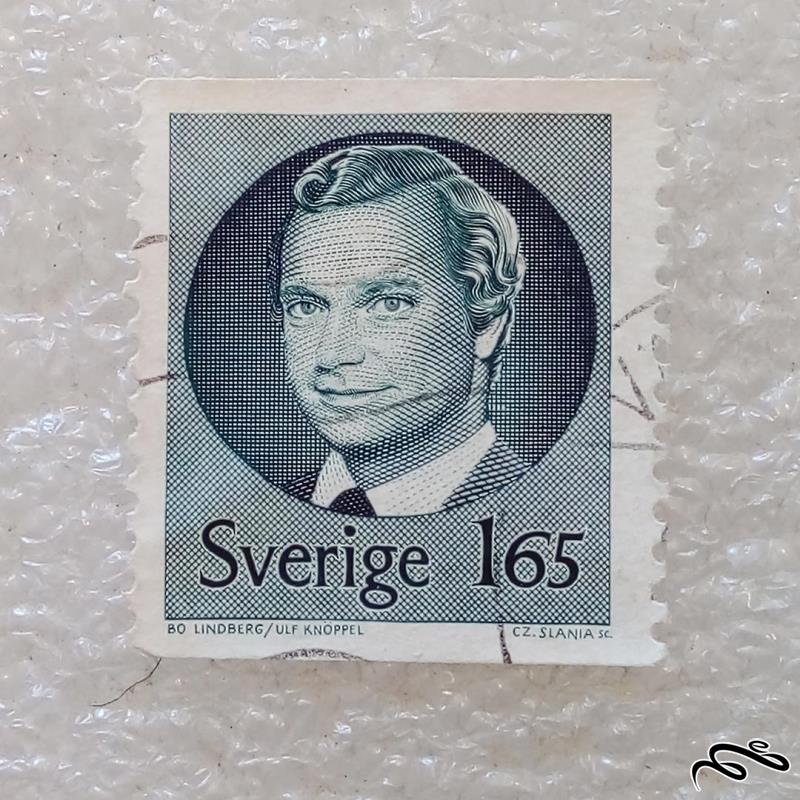 Sverige 165
BO LINDBERG/ULF KNÖPPEL CZ. SLANIA SC.